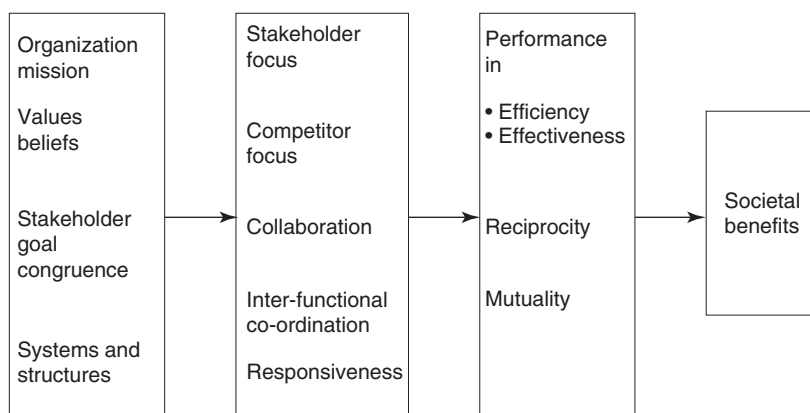 Organization
mission
Values
beliefs
Stakeholder
goal
congruence
Systems and
structures
Stakeholder
focus
Competitor
focus
Collaboration
Inter-functional
co-ordination
Responsiveness
Performance
in
• Efficiency
• Effectiveness
Reciprocity
Mutuality
Societal
benefits